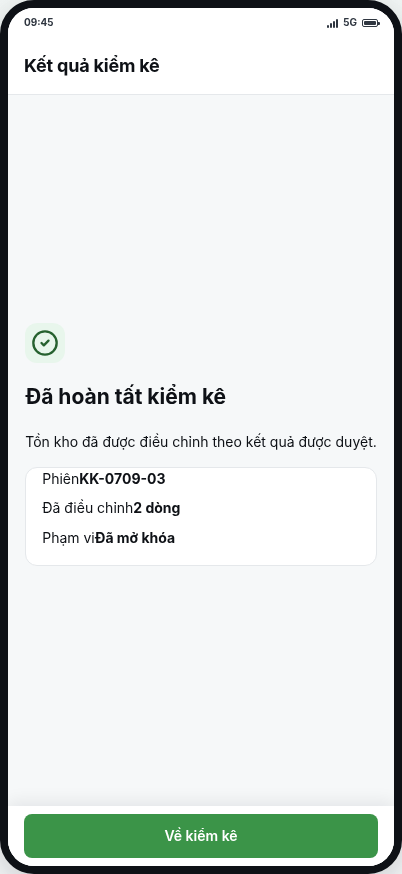 09:45 5G
Kết quả kiểm kê
Đã hoàn tất kiểm kê
Tồn kho đã được điều chỉnh theo kết quả được duyệt.
PhiênKK-0709-03
Đã điều chỉnh2 dòng
Phạm viĐã mở khóa
Về kiểm kê